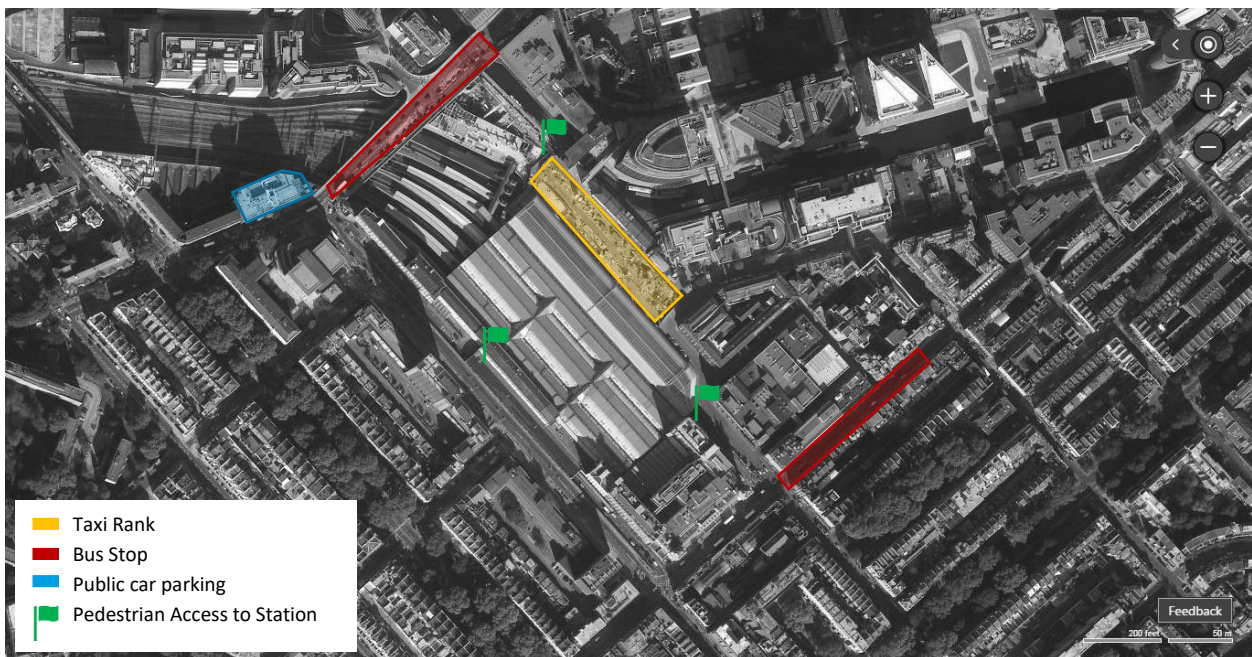 Taxi Rank
Bus Stop
Public car parking
Pedestrian Access to Station
Feedback
200 feet
50 m